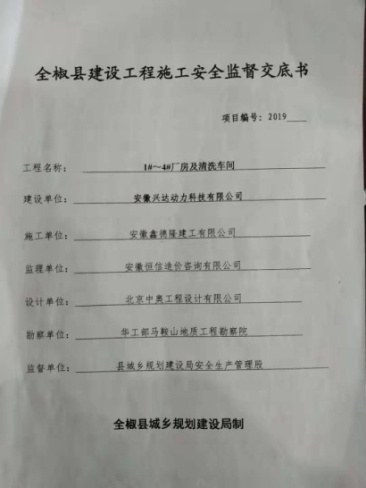 全椒县建设工程施工安全监督交底书
项目编号：2019____
工程名称： 1#～4#厂房及清洗车间
建设单位： 安徽兴达动力科技有限公司
施工单位： 安徽鑫德隆建工有限公司
监理单位： 安徽恒信造价咨询有限公司
设计单位： 北京中奥工程设计有限公司
勘察单位： 华工部马鞍山地质工程勘察院
监督单位： 县城乡规划建设局安全生产管理股
全椒县城乡规划建设局制